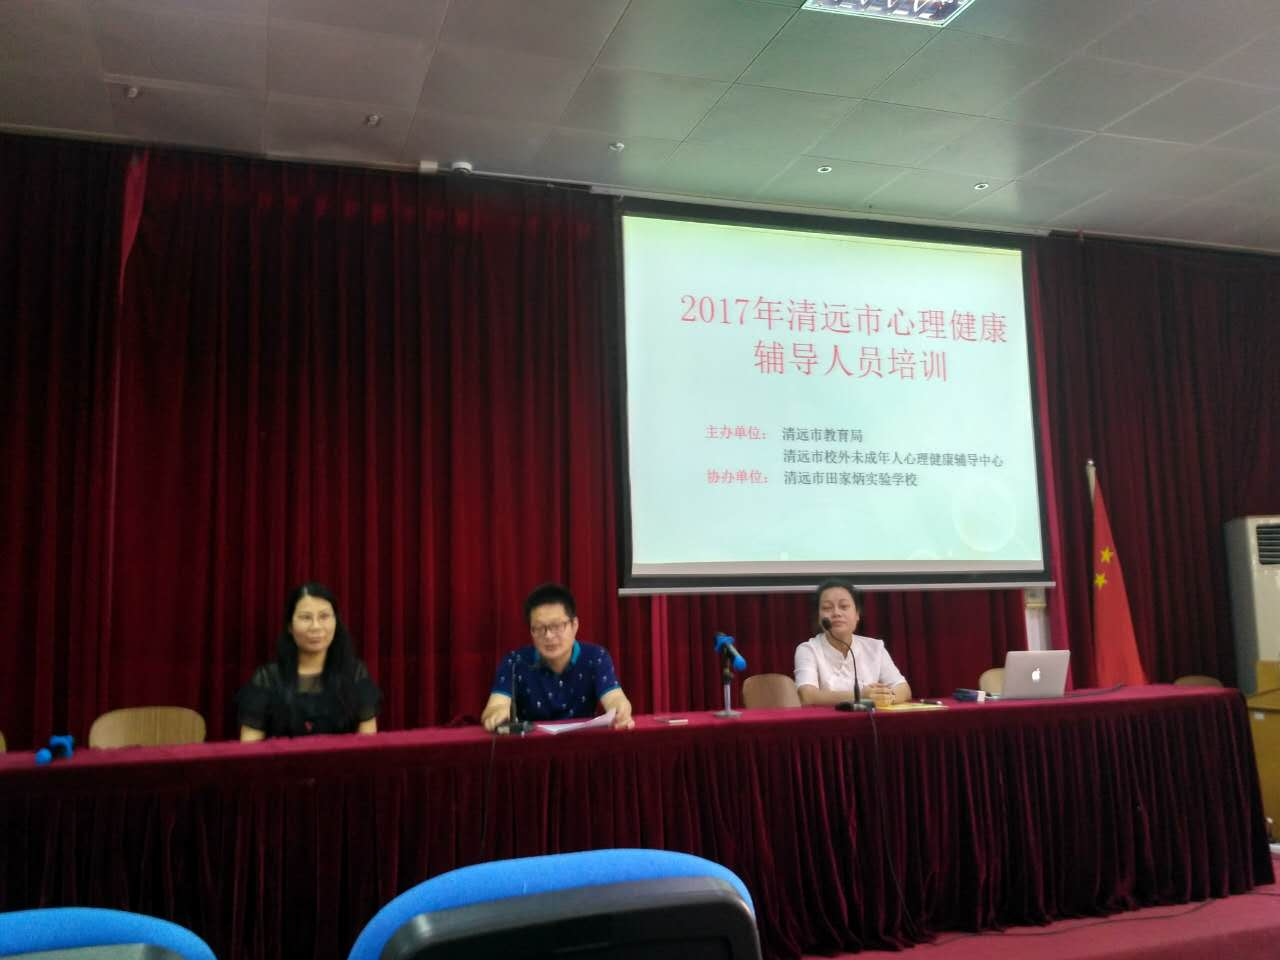 2017年清远市心理健康
辅导人员培训
主办单位： 清远市教育局
清远市校外未成年人心理健康辅导中心
协办单位： 清远市田家炳实验学校